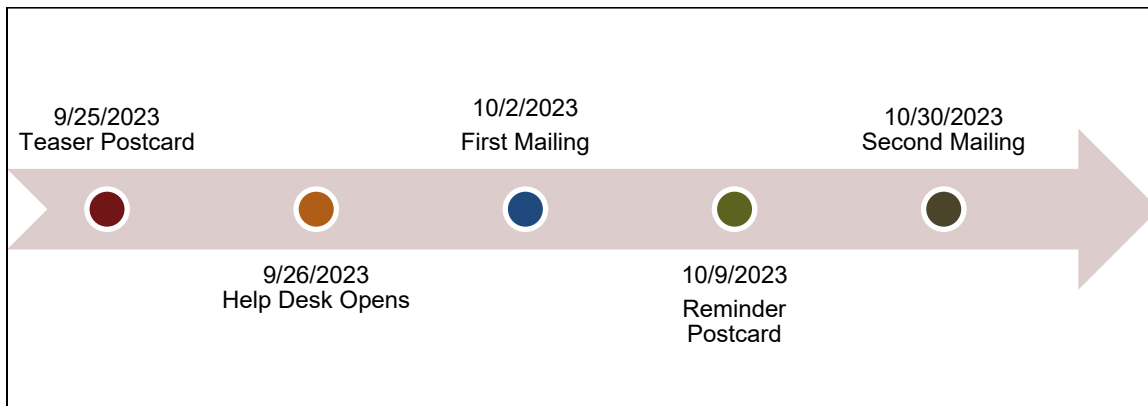 9/25/2023
Teaser Postcard
9/26/2023
Help Desk Opens
10/2/2023
First Mailing
10/9/2023
Reminder
Postcard
10/30/2023
Second Mailing